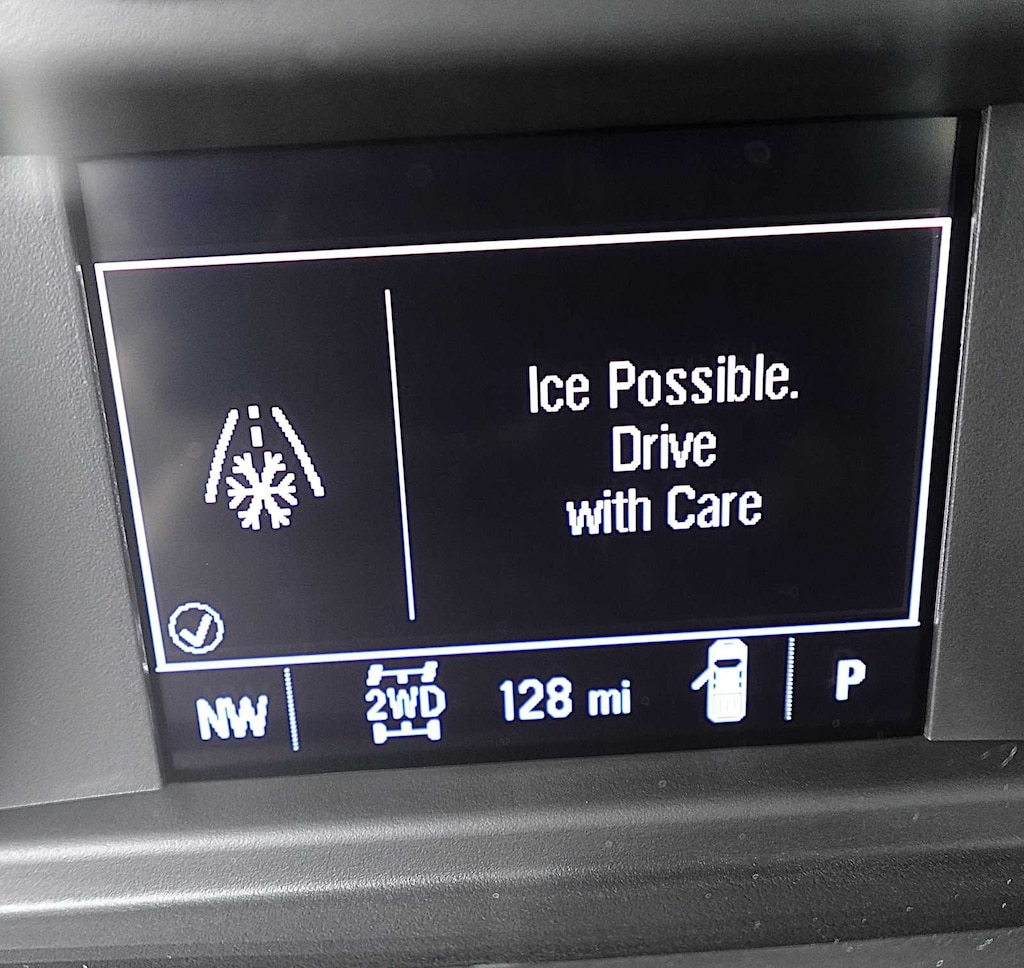 Ice Possible.
Drive
with Care
NW 2WD 128 mi P